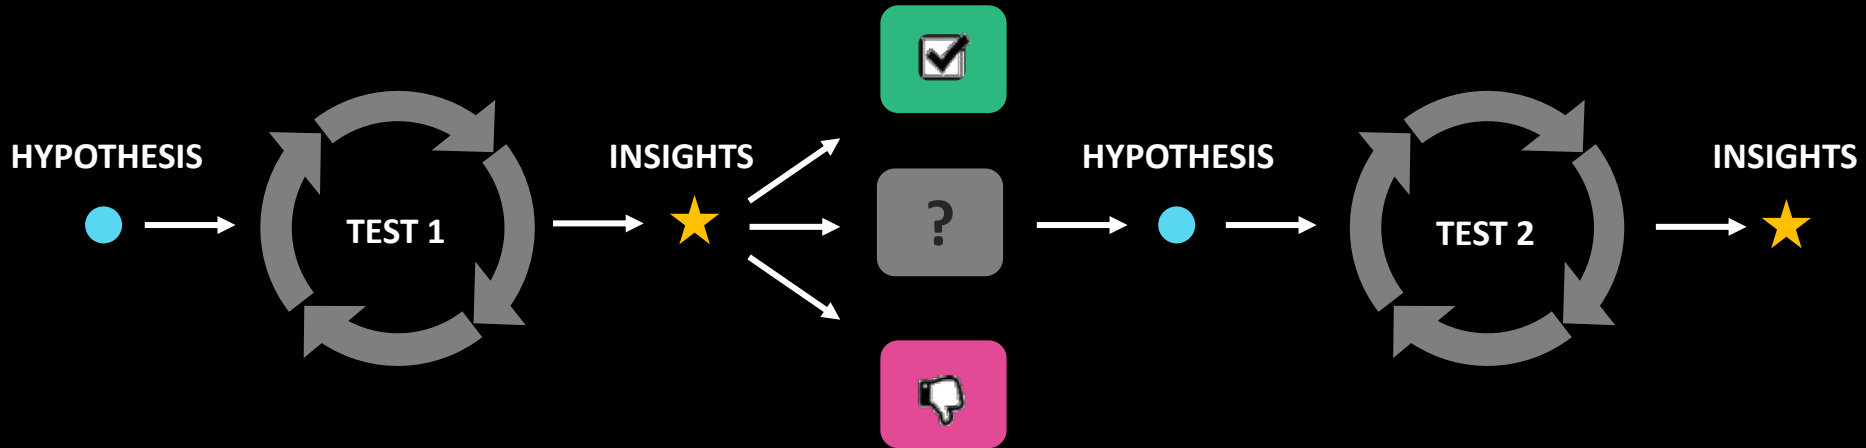 HYPOTHESIS
TEST 1
INSIGHTS
?
HYPOTHESIS
TEST 2
INSIGHTS